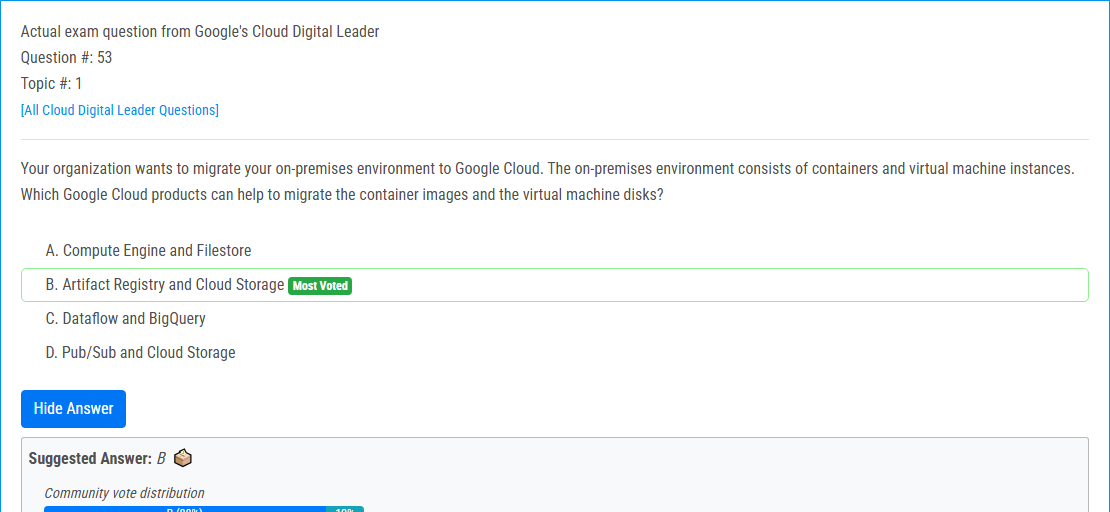 Actual exam question from Google's Cloud Digital Leader
Question #: 53
Topic #: 1
[All Cloud Digital Leader Questions]
Your organization wants to migrate your on-premises environment to Google Cloud. The on-premises environment consists of containers and virtual machine instances.
Which Google Cloud products can help to migrate the container images and the virtual machine disks?
A. Compute Engine and Filestore
B. Artifact Registry and Cloud Storage Most Voted
C. Dataflow and BigQuery
D. Pub/Sub and Cloud Storage
Hide Answer
Suggested Answer: B
Community vote distribution